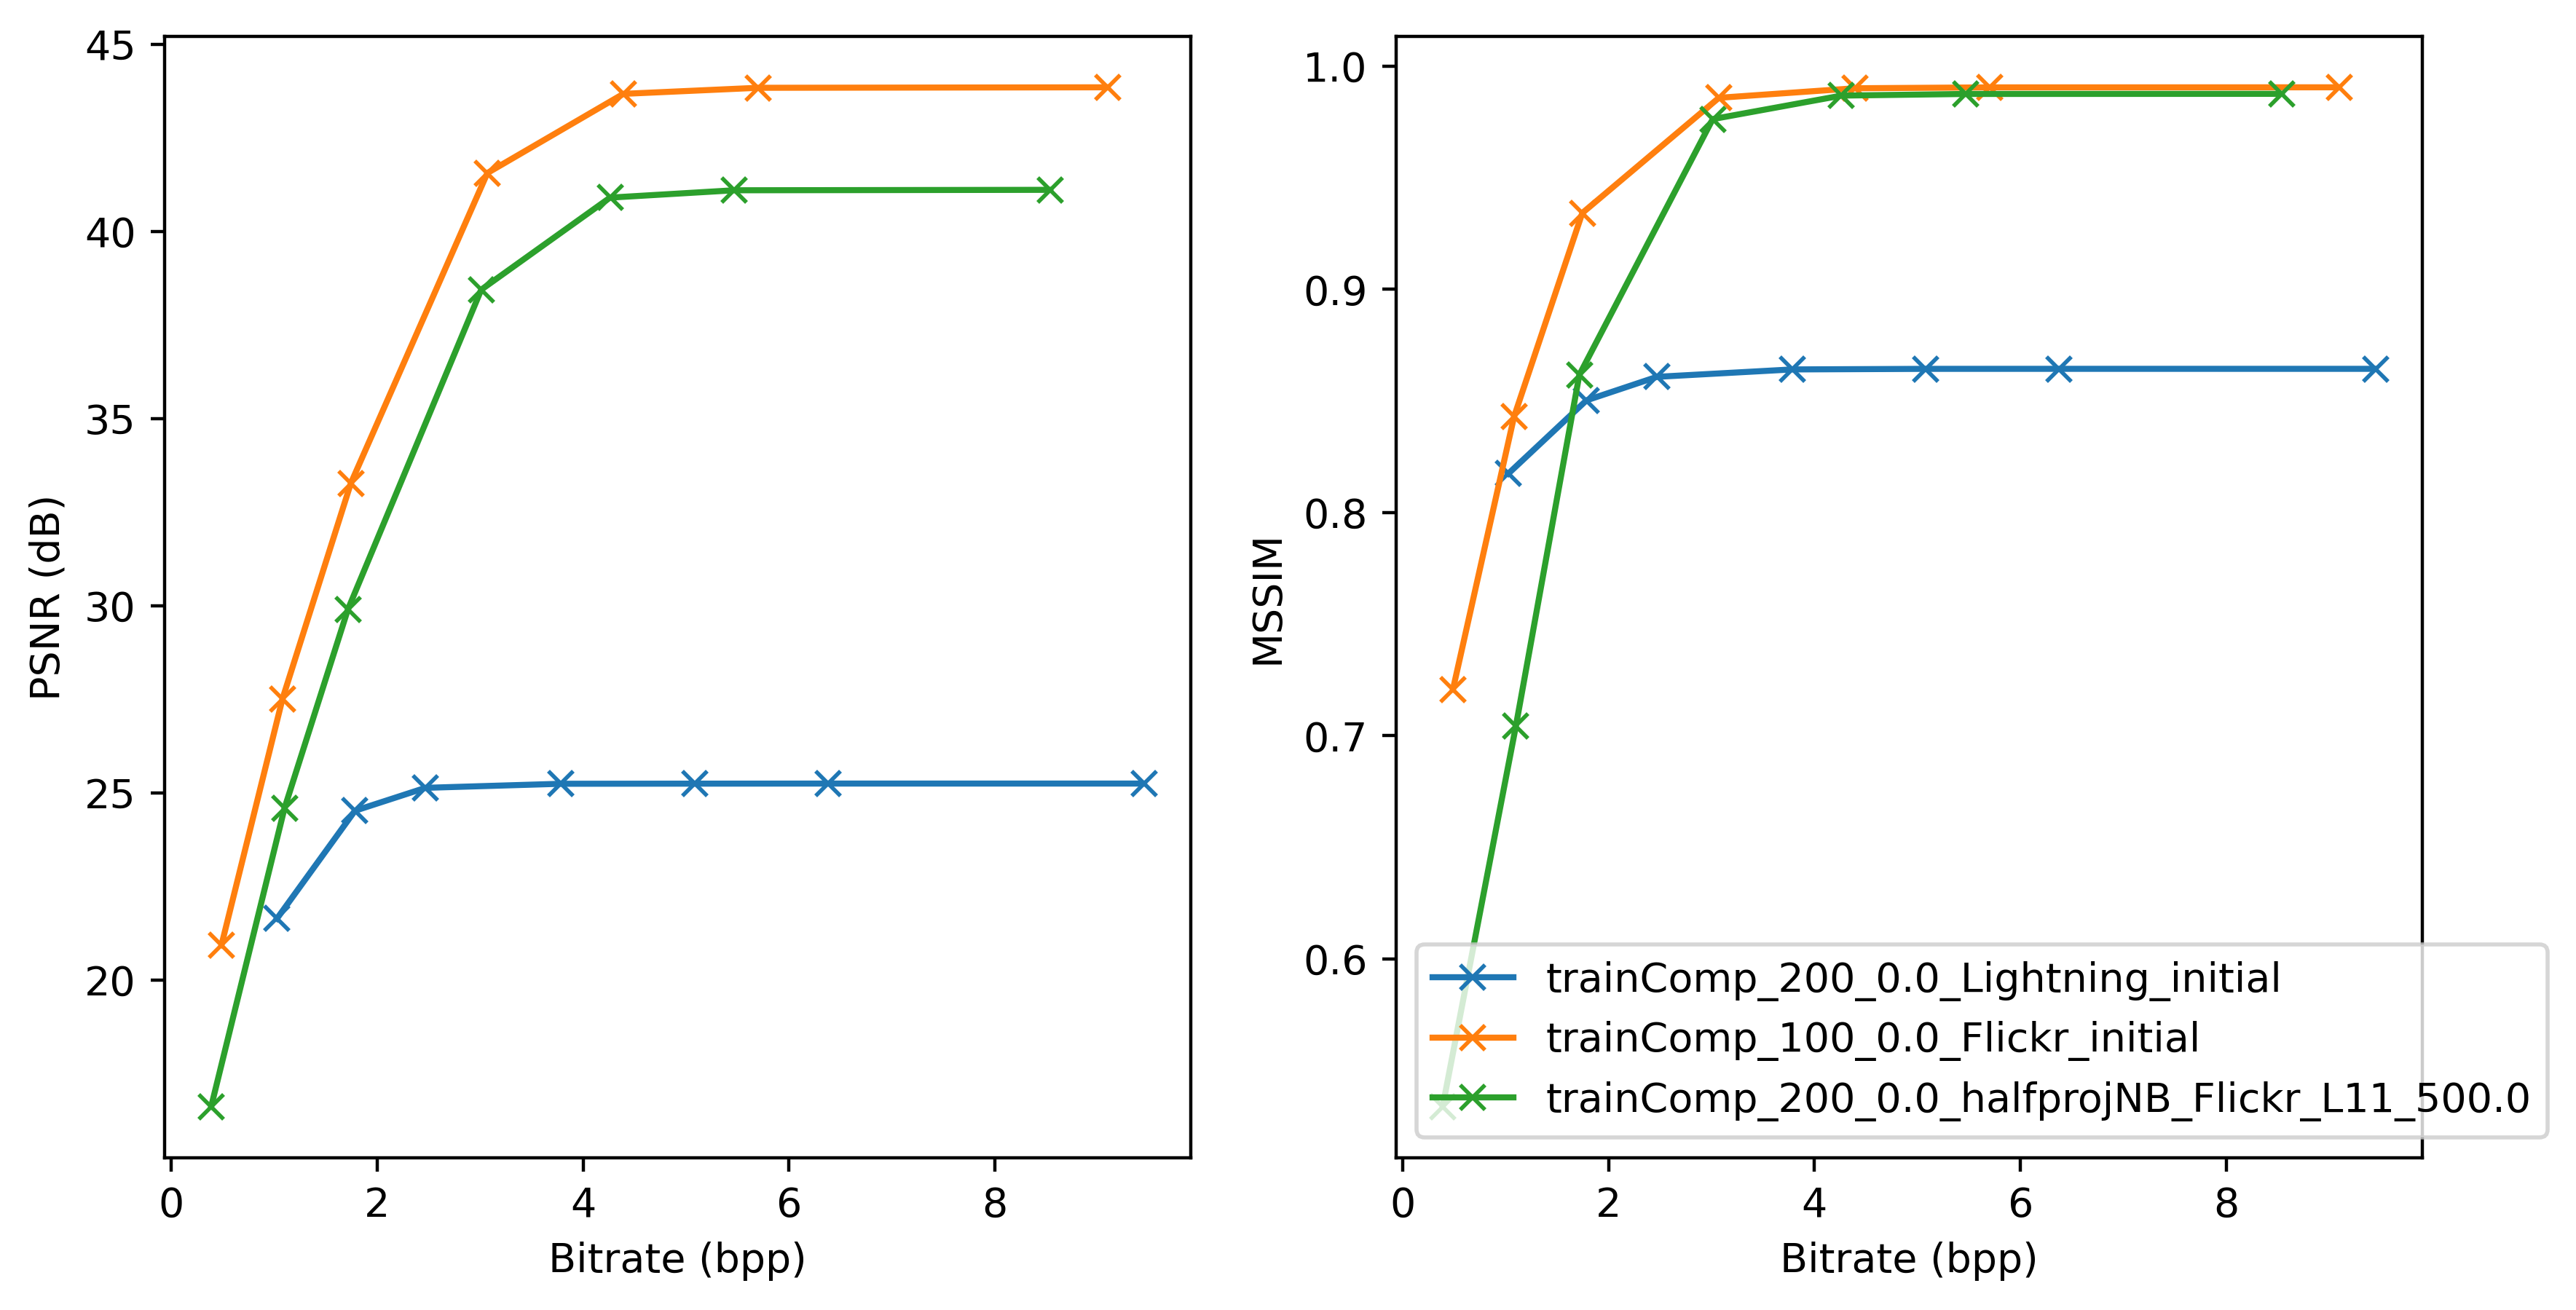 45
40
35
30
25
20
PSNR (dB)
0 2 4 6 8
Bitrate (bpp)
1.0
0.9
0.8
0.7
0.6
MSSIM
trainComp_200_0.0_Lightning_initial
trainComp_100_0.0_Flickr_initial
trainComp_200_0.0_halfprojNB_Flickr_L11_500.0
0 2 4 6 8
Bitrate (bpp)